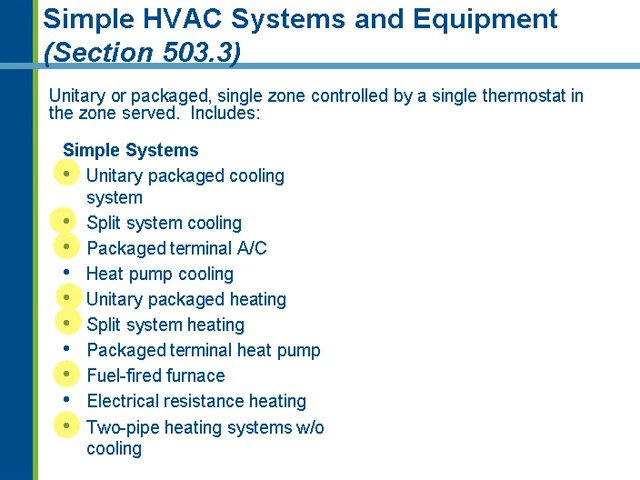 Simple HVAC Systems and Equipment
(Section 503.3)
Unitary or packaged, single zone controlled by a single thermostat in
the zone served.  Includes:
Simple Systems
• Unitary packaged cooling
system
• Split system cooling
• Packaged terminal A/C
• Heat pump cooling
• Unitary packaged heating
• Split system heating
• Packaged terminal heat pump
• Fuel-fired furnace
• Electrical resistance heating
• Two-pipe heating systems w/o
cooling